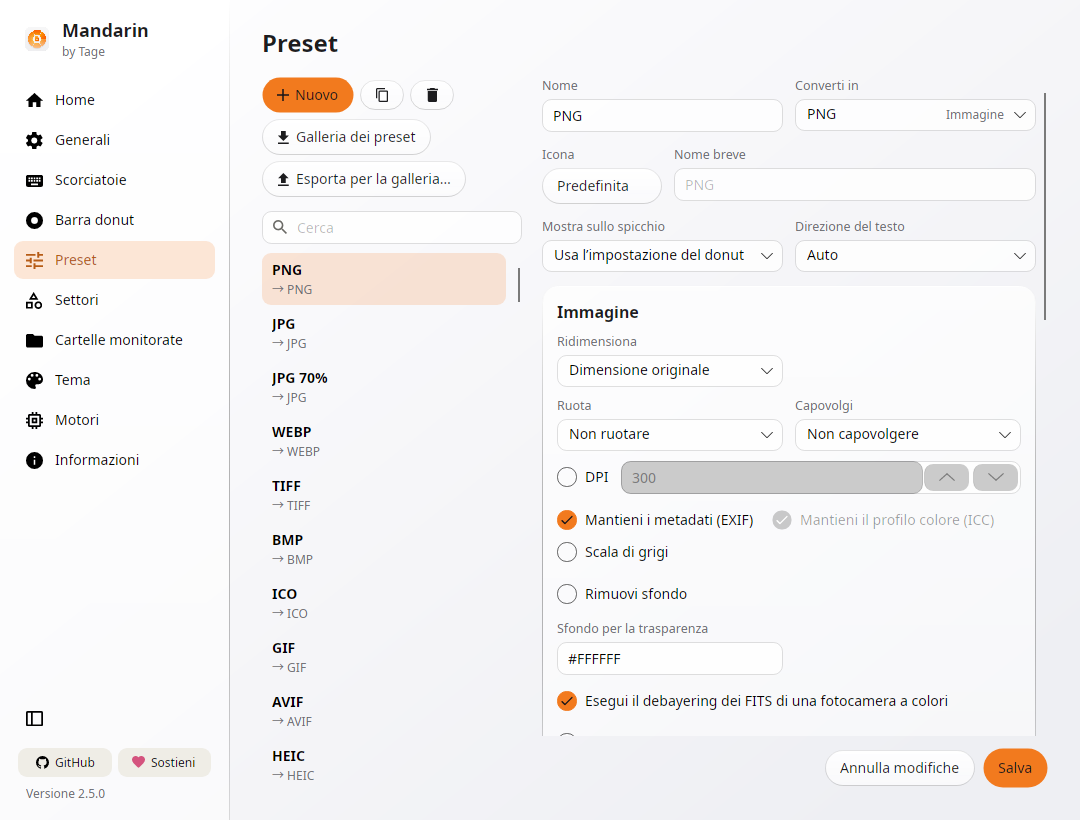 Mandarin
by Tage
Home
Generali
Scorciatoie
Barra donut
Preset
Settori
Cartelle monitorate
Tema
Motori
Informazioni
GitHub
Sostieni
Versione 2.5.0
Preset
Nuovo
Galleria dei preset
Esporta per la galleria...
Cerca
PNG
→ PNG
JPG
→ JPG
JPG 70%
→ JPG
WEBP
→ WEBP
TIFF
→ TIFF
BMP
→ BMP
ICO
→ ICO
GIF
→ GIF
AVIF
→ AVIF
HEIC
→ HEIC
Nome
Converti in
PNG
PNG Immagine
Icona
Nome breve
Predefinita
PNG
Mostra sullo spicchio
Direzione del testo
Usa l’impostazione del donut
Auto
Immagine
Ridimensiona
Dimensione originale
Ruota
Capovolgi
Non ruotare
Non capovolgere
DPI
300
Mantieni i metadati (EXIF)
Mantieni il profilo colore (ICC)
Scala di grigi
Rimuovi sfondo
Sfondo per la trasparenza
#FFFFFF
Esegui il debayering dei FITS di una fotocamera a colori
Annulla modifiche
Salva